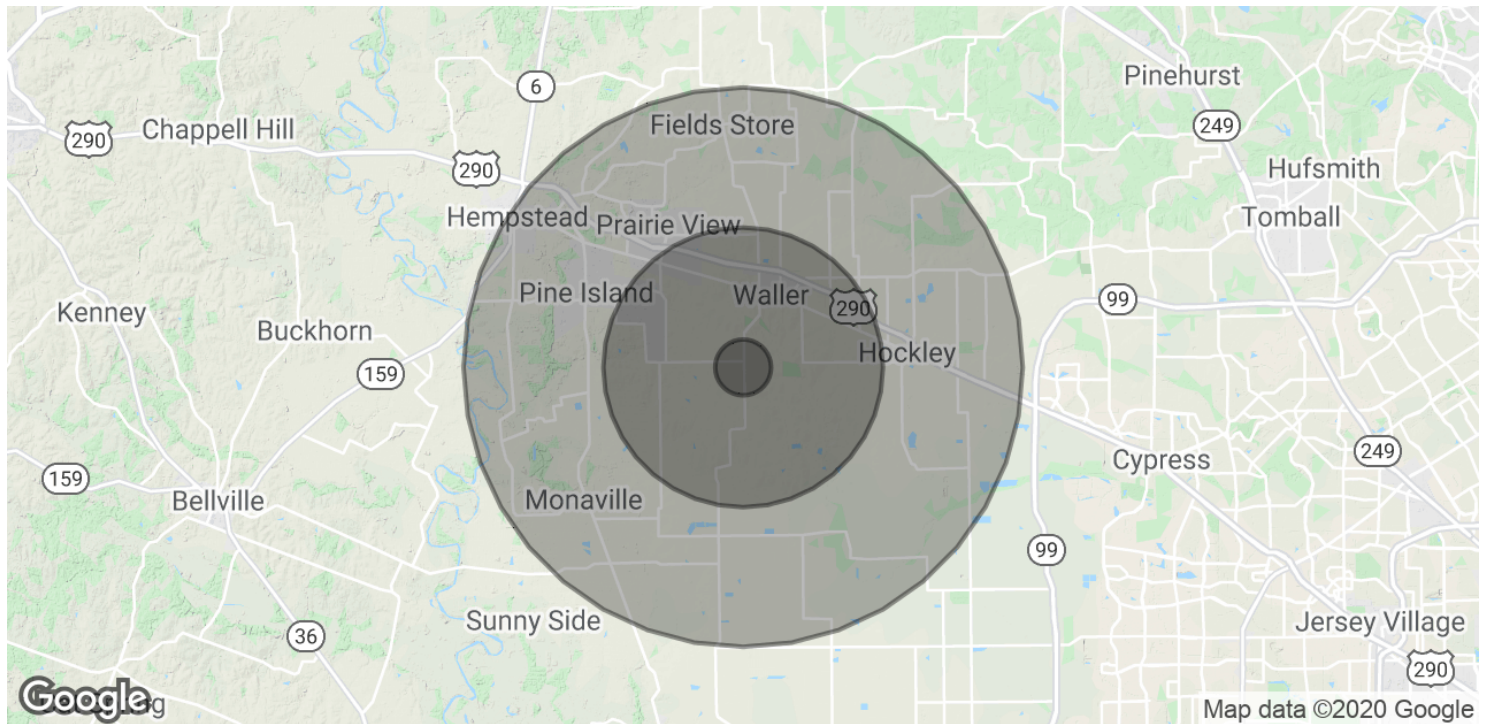 Pinehurst
6
Fields Store
249
Chappell Hill
290
290
Hufsmith
Hempstead
Prairie View
Tomball
Pine Island
Waller
290
99
Kenney
Buckhorn
Hockley
159
249
Cypress
159
Bellville
Monaville
99
Sunny Side
36
Jersey Village
290
Google
Map data ©2020 Google